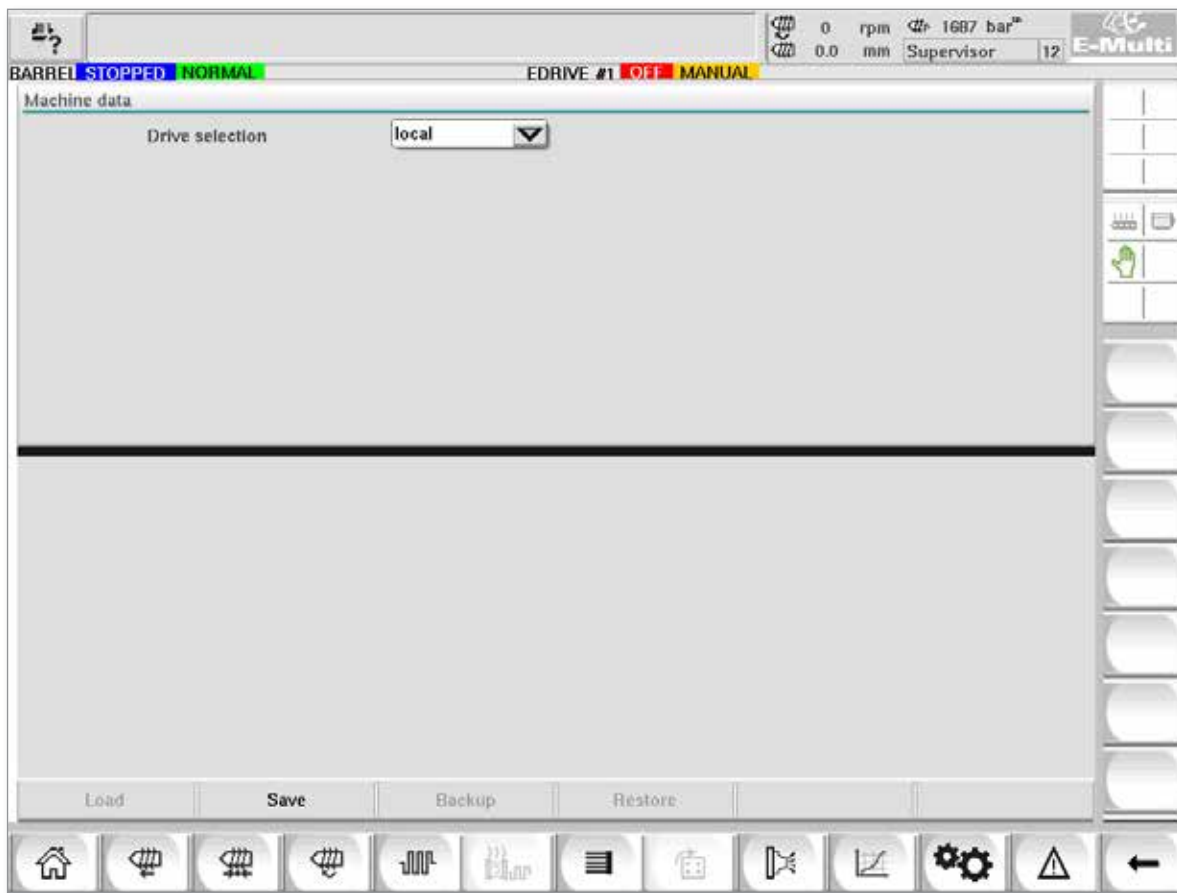 ?
0 rpm 1687 bar
0.0 mm Supervisor 12
E-Multi
BARREL STOPPED NORMAL EDRIVE #1 OFF MANUAL
Machine data
Drive selection local
Load Save Backup Restore